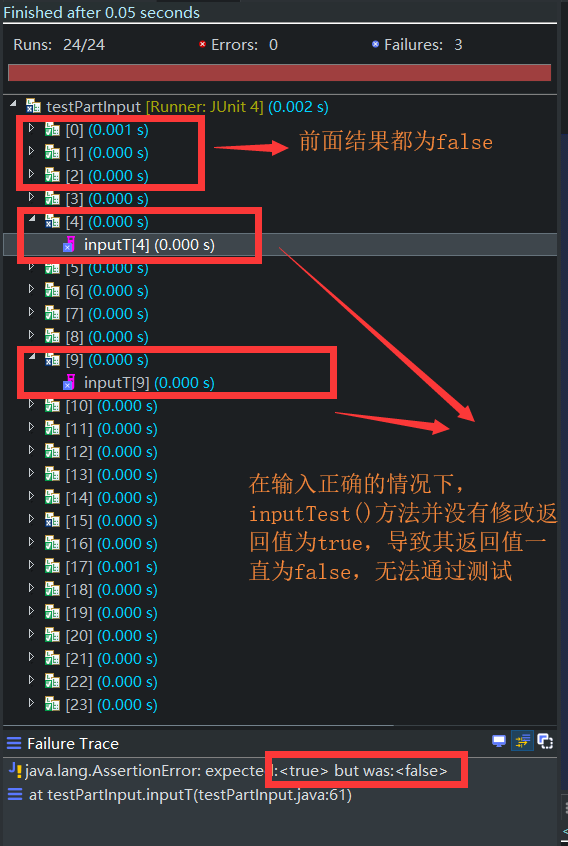 Finished after 0.05 seconds
Runs: 24/24 Errors: 0 Failures: 3
testPartInput [Runner: JUnit 4] (0.002 s)
[0] (0.001 s)
[1] (0.000 s)
[2] (0.000 s)
前面结果都为false
[3] (0.000 s)
[4] (0.000 s)
inputT[4] (0.000 s)
[5] (0.000 s)
[6] (0.000 s)
[7] (0.000 s)
[8] (0.000 s)
[9] (0.000 s)
inputT[9] (0.000 s)
[10] (0.000 s)
[11] (0.000 s)
[12] (0.000 s)
[13] (0.000 s)
[14] (0.000 s)
[15] (0.000 s)
[16] (0.000 s)
[17] (0.001 s)
[18] (0.000 s)
[19] (0.000 s)
[20] (0.000 s)
[21] (0.000 s)
[22] (0.000 s)
[23] (0.000 s)
在输入正确的情况下，
inputTest()方法并没有修改返
回值为true，导致其返回值一
直为false，无法通过测试
Failure Trace
java.lang.AssertionError: expected:<true> but was:<false>
at testPartInput.inputT(testPartInput.java:61)